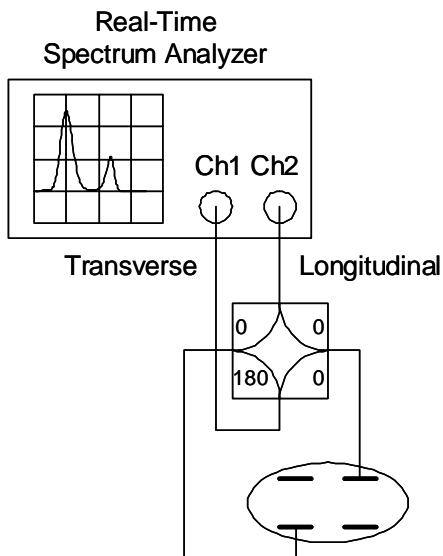 Real-Time
Spectrum Analyzer
Ch1 Ch2
Transverse Longitudinal
0 0
180 0